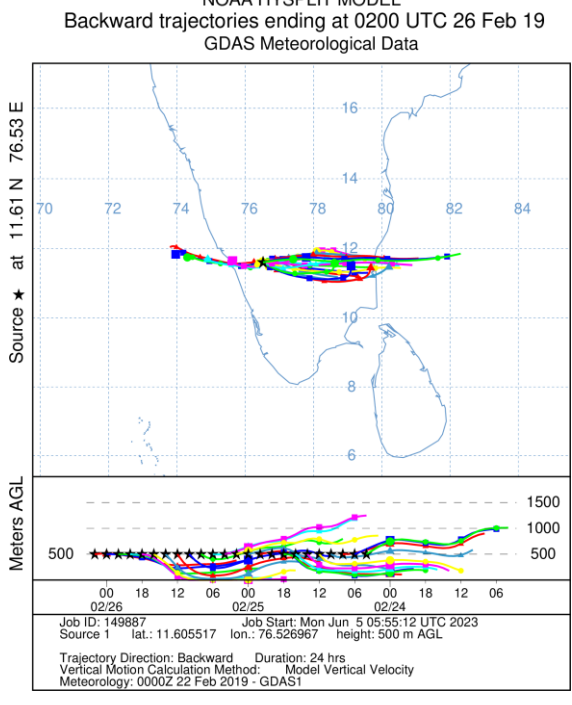 NOAA HYSPLIT MODEL
Backward trajectories ending at 0200 UTC 26 Feb 19
GDAS Meteorological Data
Source ★ at 11.61 N 76.53 E
16
14
70 72 74 76 78 80 82 84
12
10
8
6
Meters AGL
1500
1000
500 500
00 18 12 06 00 18 12 06 00 18 12 06
02/26 02/25 02/24
Job ID: 149887 Job Start: Mon Jun 5 05:55:12 UTC 2023
Source 1 lat.: 11.605517 lon.: 76.526967 height: 500 m AGL
Trajectory Direction: Backward Duration: 24 hrs
Vertical Motion Calculation Method: Model Vertical Velocity
Meteorology: 0000Z 22 Feb 2019 - GDAS1